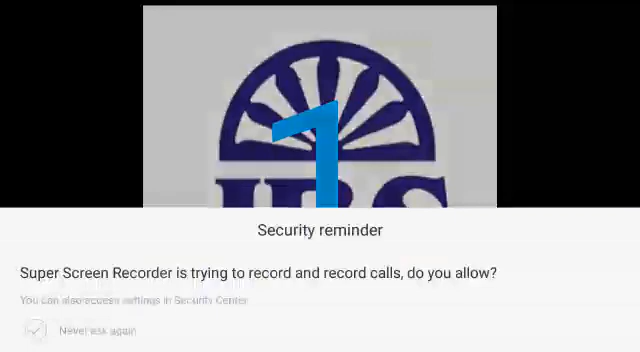 1
Security reminder
Super Screen Recorder is trying to record and record calls, do you allow?
You can also access settings in Security Center
Never ask again